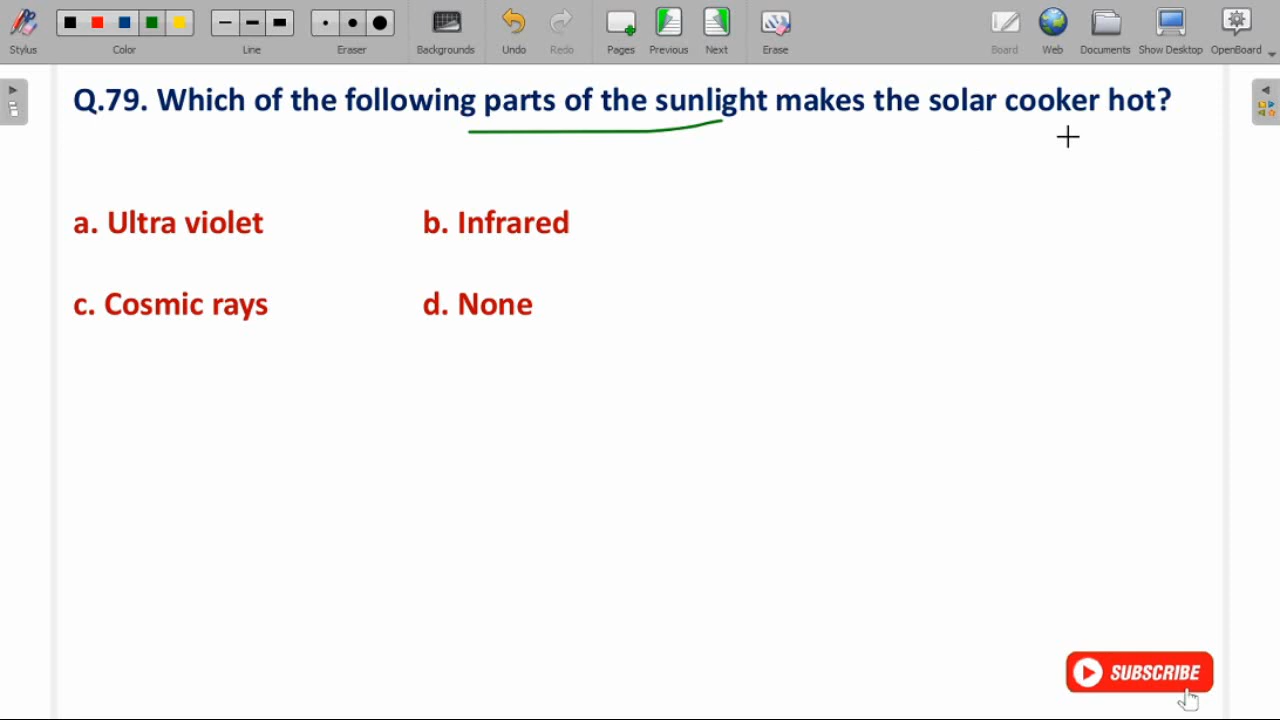 Stylus Color Line Eraser Backgrounds Undo Redo Pages Previous Next Erase Board Web Documents Show Desktop OpenBoard
Q.79. Which of the following parts of the sunlight makes the solar cooker hot?
a. Ultra violet b. Infrared
c. Cosmic rays d. None
SUBSCRIBE